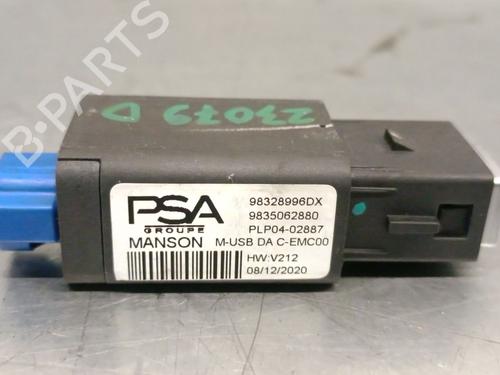 B-PARTS
23079 D
PSA
GROUPE
MANSON
98328996DX
9835062880
PLP04-02887
M-USB DA C-EMC00
HW:V212
08/12/2020